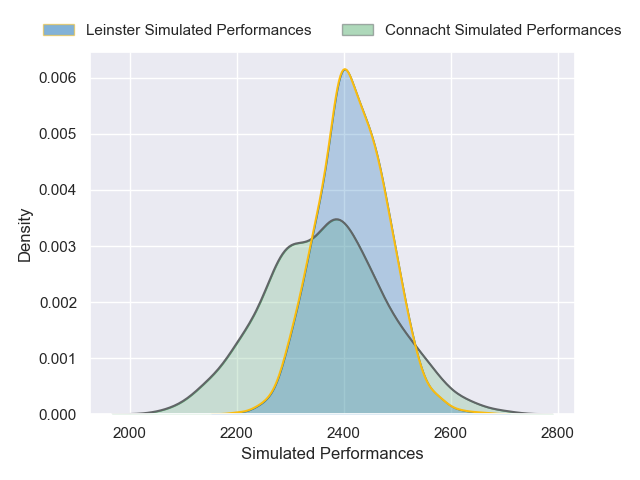 Leinster Simulated Performances
Connacht Simulated Performances
0.006
0.005
0.004
0.003
0.002
0.001
0.000
Density
2000 2200 2400 2600 2800
Simulated Performances